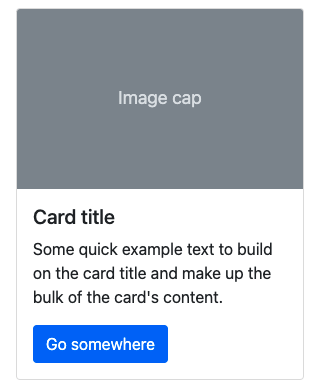 Image cap
Card title
Some quick example text to build
on the card title and make up the
bulk of the card's content.
Go somewhere